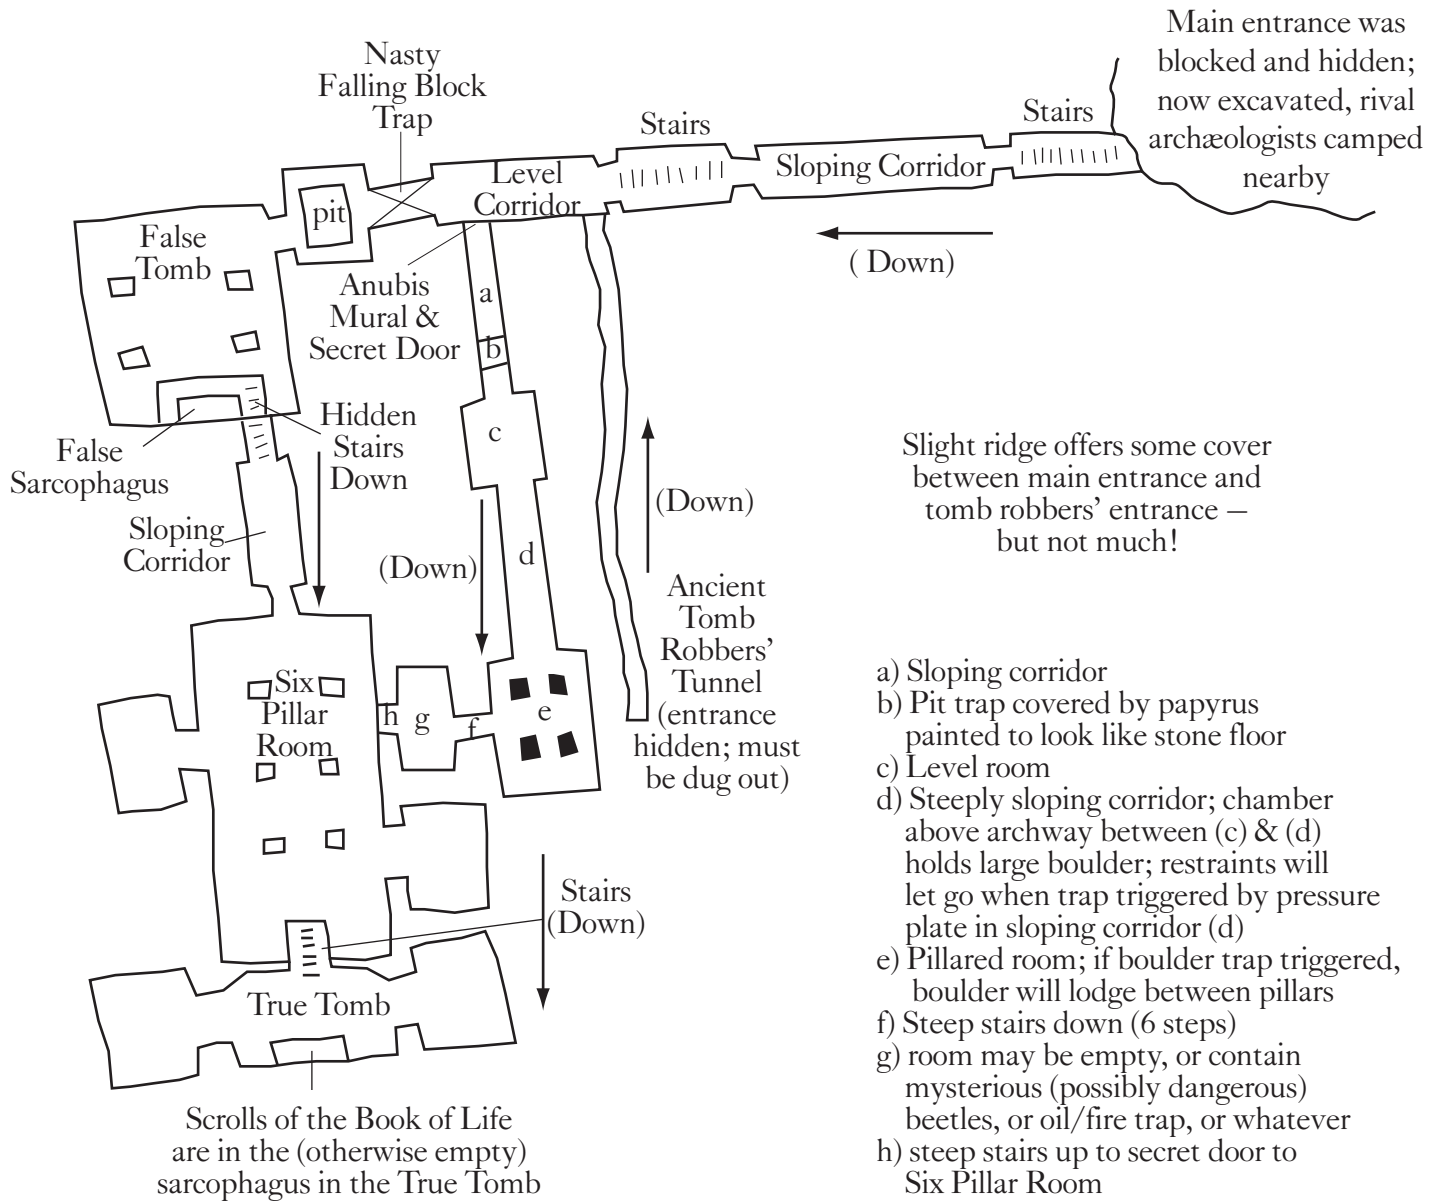 Main entrance was
blocked and hidden;
now excavated, rival
archæologists camped
nearby
Nasty
Falling Block
Trap
Stairs
Stairs
Sloping Corridor
Level
Corridor
pit
False
Tomb
( Down)
Anubis
Mural &
Secret Door
a
b
c
d
e
f
g
h
Hidden
Stairs
Down
False
Sarcophagus
Sloping
Corridor
(Down)
(Down)
Slight ridge offers some cover
between main entrance and
tomb robbers’ entrance —
but not much!
Ancient
Tomb
Robbers’
Tunnel
(entrance
hidden; must
be dug out)
Six
Pillar
Room
Stairs
(Down)
True Tomb
Scrolls of the Book of Life
are in the (otherwise empty)
sarcophagus in the True Tomb
a) Sloping corridor
b) Pit trap covered by papyrus
painted to look like stone floor
c) Level room
d) Steeply sloping corridor; chamber
above archway between (c) & (d)
holds large boulder; restraints will
let go when trap triggered by pressure
plate in sloping corridor (d)
e) Pillared room; if boulder trap triggered,
boulder will lodge between pillars
f) Steep stairs down (6 steps)
g) room may be empty, or contain
mysterious (possibly dangerous)
beetles, or oil/fire trap, or whatever
h) steep stairs up to secret door to
Six Pillar Room